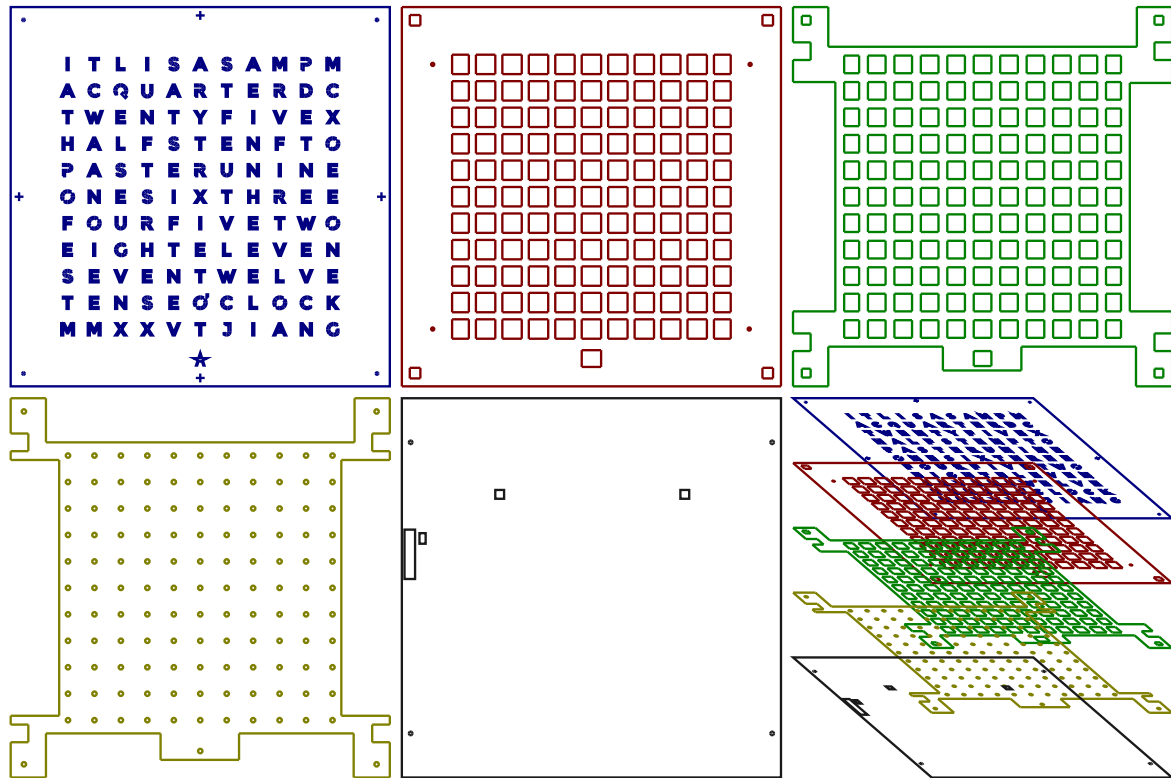 ITLISASAMPM
ACQUARTERDC
TWENTYFIVEX
HALFSTENFTO
PASTERUNINE
ONESIXTHREE
FOURFIVETWO
EIGHTELEVEN
SEVENTWELVE
TENSEO'CLOCK
MMXXVTJIANG